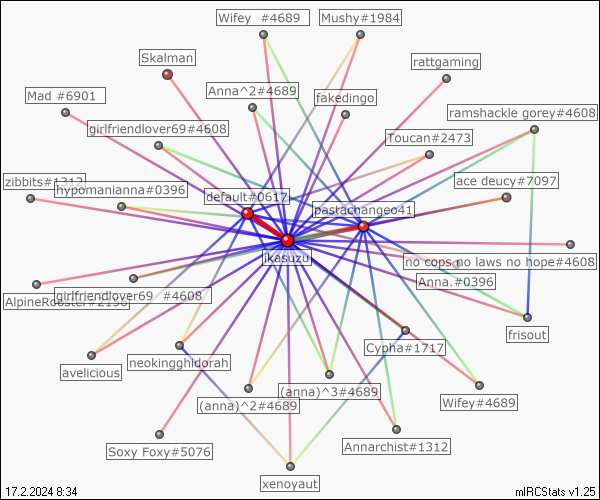 Wifey #4689
Mushy#1984
Skalman
rattgaming
Anna^2#4689
fakedingo
Mad #6901
ramshackle gorey#4608
girlfriendlover69#4608
Toucan#2473
zibbits#1312
ace deucy#7097
hypomanianna#0396
default#0617
pastachangeo41
ikasuzu
no cops no laws no hope#4608
Anna.#0396
girlfriendlover69 #4608
AlpineRooster#2150
frisout
Cypha#1717
neokingghidorah
avelicious
(anna)^3#4689
(anna)^2#4689
Wifey#4689
Annarchist#1312
Soxy Foxy#5076
xenoyaut
17.2.2024 8:34
mIRCStats v1.25